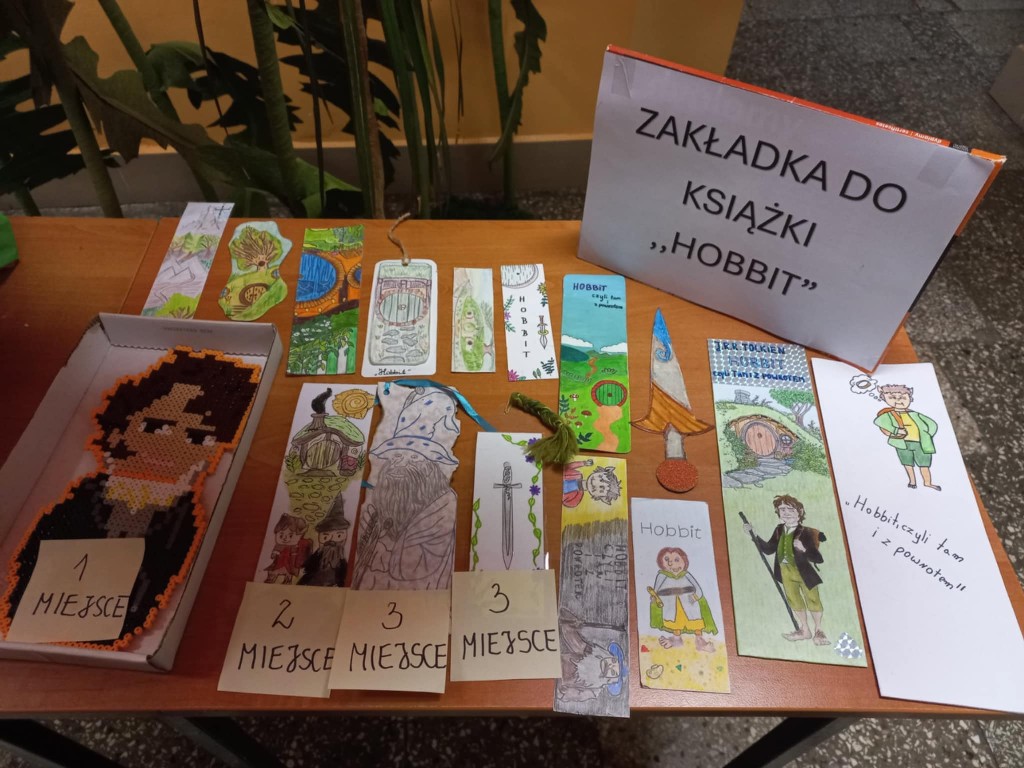 ZAKŁADKA DO
KSIĄŻKI
,,HOBBIT"
HOBBIT
HOBBIT
czyli tam
i z powrotem
J.R.R. TOLKIEN
HOBBIT
czyli TAM I Z POWROTEM
„Hobbit"
Hobbit
„Hobbit, czyli tam
i z powrotem"
1
MIEJSCE
2
MIEJSCE
3
MIEJSCE
3
MIEJSCE